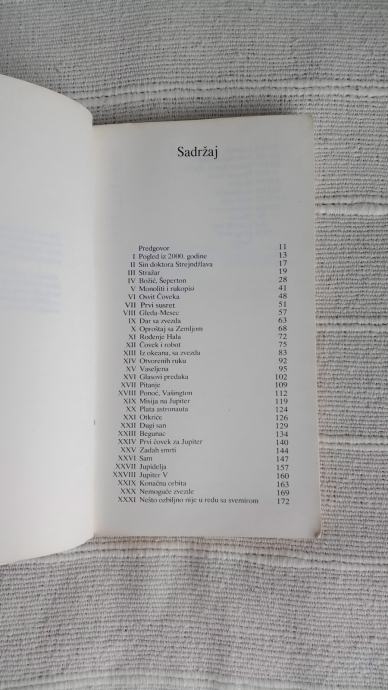 Sadržaj
Predgovor 11
I Pogled iz 2000. godine 13
II Sin doktora Strejndžlava 17
III Stražar 19
IV Božić, Šeperton 28
V Monoliti i rukopisi 41
VI Osvit Čoveka 48
VII Prvi susret 51
VIII Gleda-Mesec 57
IX Dar sa zvezda 63
X Oproštaj sa Zemljom 68
XI Rođenje Hala 72
XII Čovek i robot 75
XIII Iz okeana, sa zvezda 83
XIV Otvorenih ruku 92
XV Vaseljena 95
XVI Glasovi predaka 102
XVII Pitanje 109
XVIII Ponoć, Vašington 112
XIX Misija na Jupiter 119
XX Plata astronauta 124
XXI Otkriće 126
XXII Dugi san 129
XXIII Begunac 134
XXIV Prvi čovek za Jupiter 140
XXV Zadah smrti 144
XXVI Sam 147
XXVII Jupidelja 157
XXVIII Jupiter V 160
XXIX Konačna orbita 163
XXX Nemoguće zvezde 169
XXXI Nešto ozbiljno nije u redu sa svemirom 172